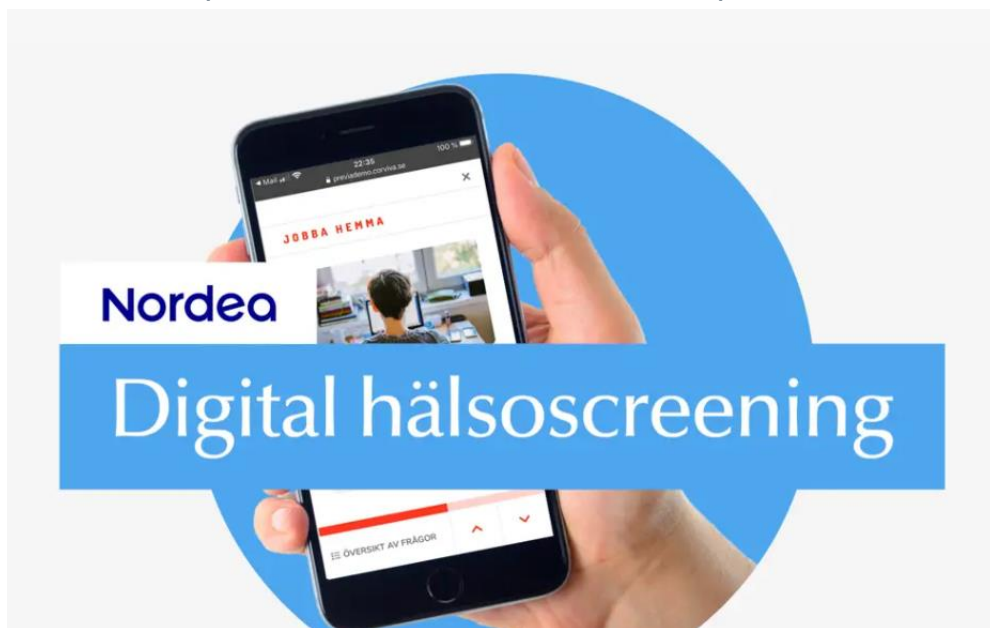 Mail
22:35
100 %
previademo.corviva.se
JOBBA HEMMA
Nordea
Digital hälsoscreening
ÖVERSIKT AV FRÅGOR